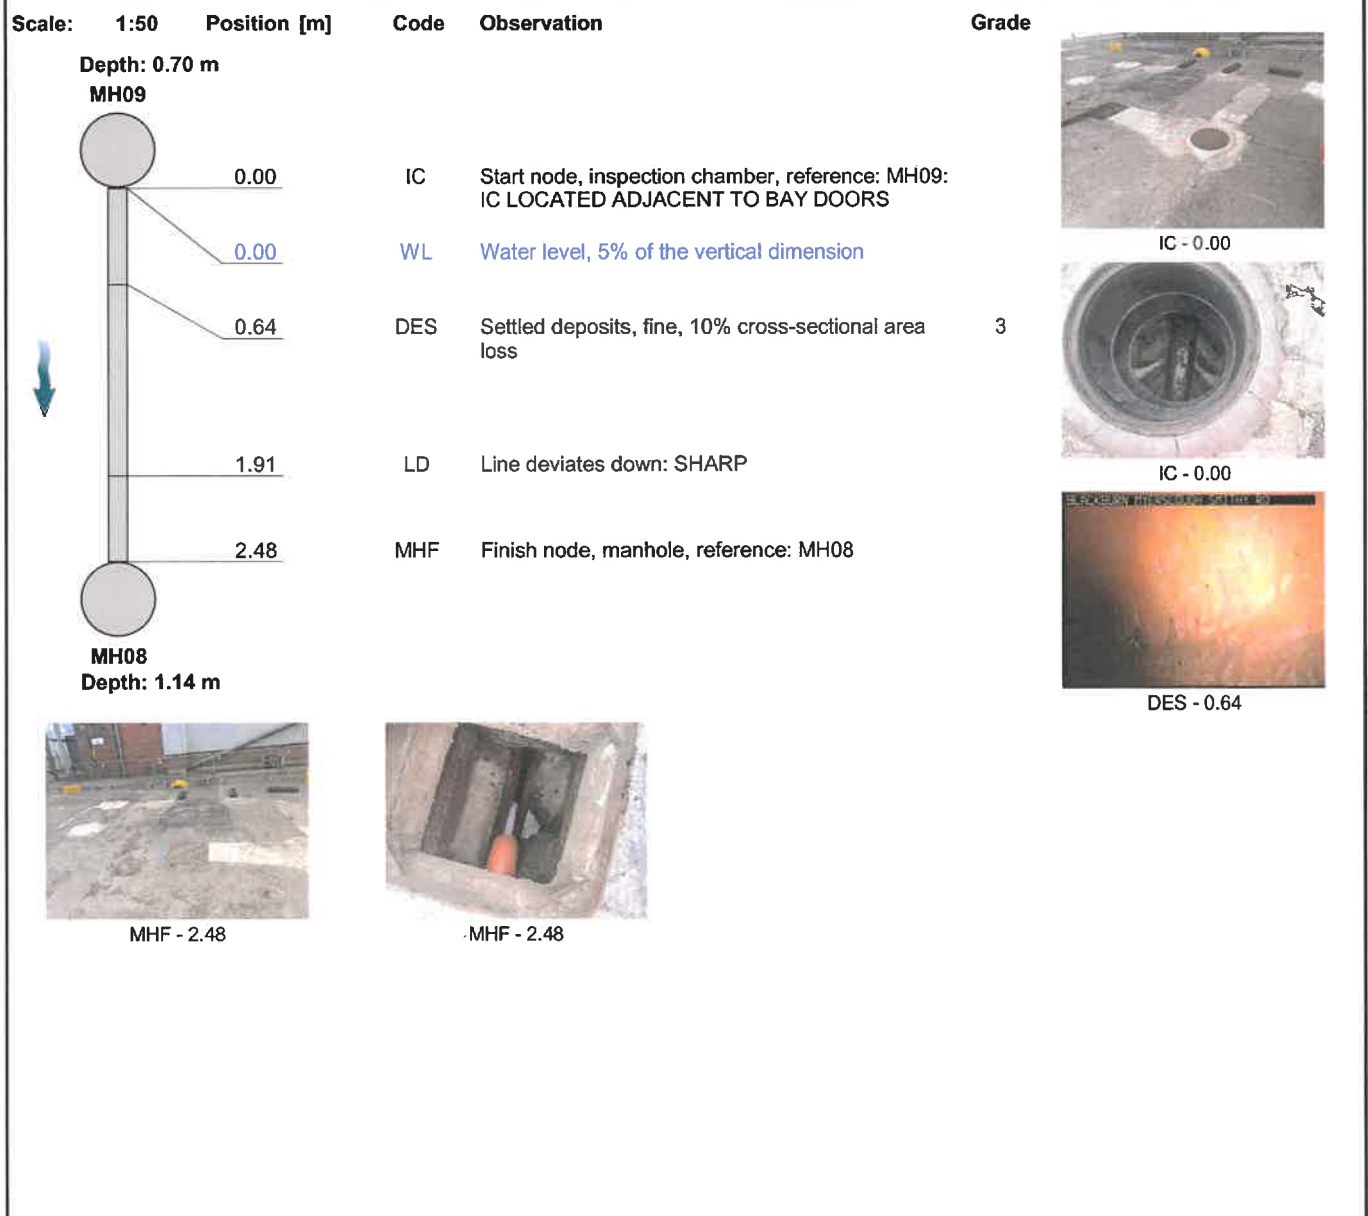 Scale: 1:50 Position [m] Code Observation Grade
Depth: 0.70 m
MH09
0.00 IC Start node, inspection chamber, reference: MH09:
IC LOCATED ADJACENT TO BAY DOORS
0.00 WL Water level, 5% of the vertical dimension
0.64 DES Settled deposits, fine, 10% cross-sectional area 3
loss
1.91 LD Line deviates down: SHARP
2.48 MHF Finish node, manhole, reference: MH08
MH08
Depth: 1.14 m
IC - 0.00
IC - 0.00
BLACKBURN MYERSCOUGH SMITHY RD
DES - 0.64
MHF - 2.48
MHF - 2.48